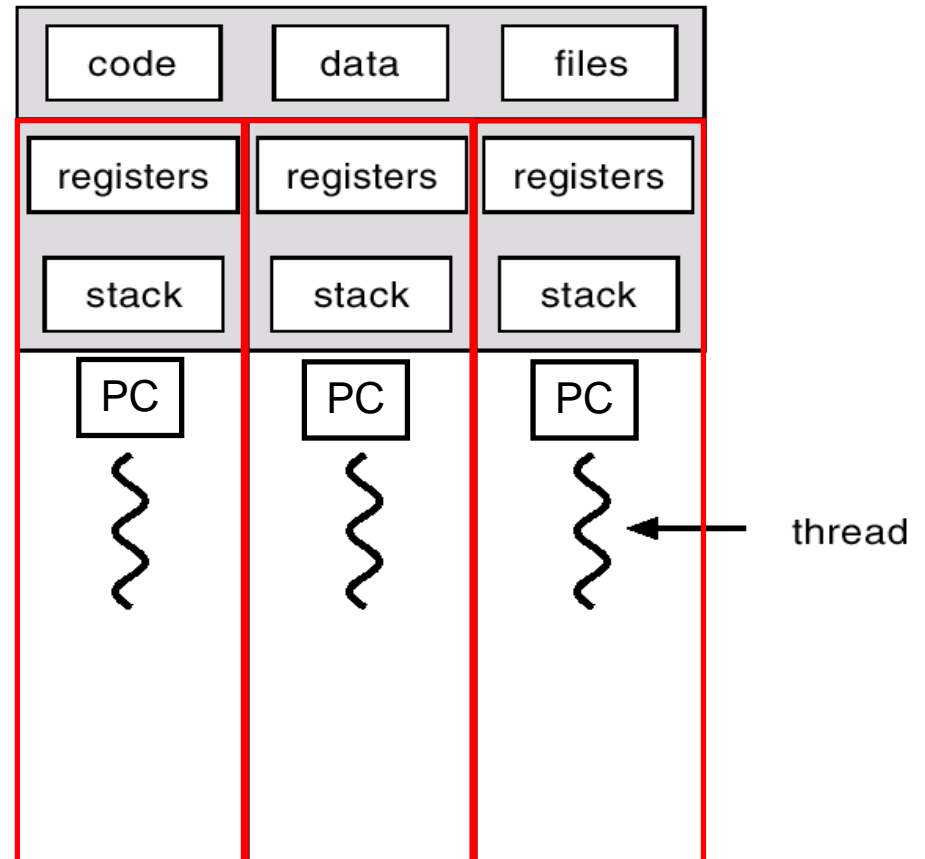 code data files
registers registers registers
stack stack stack
PC PC PC
thread